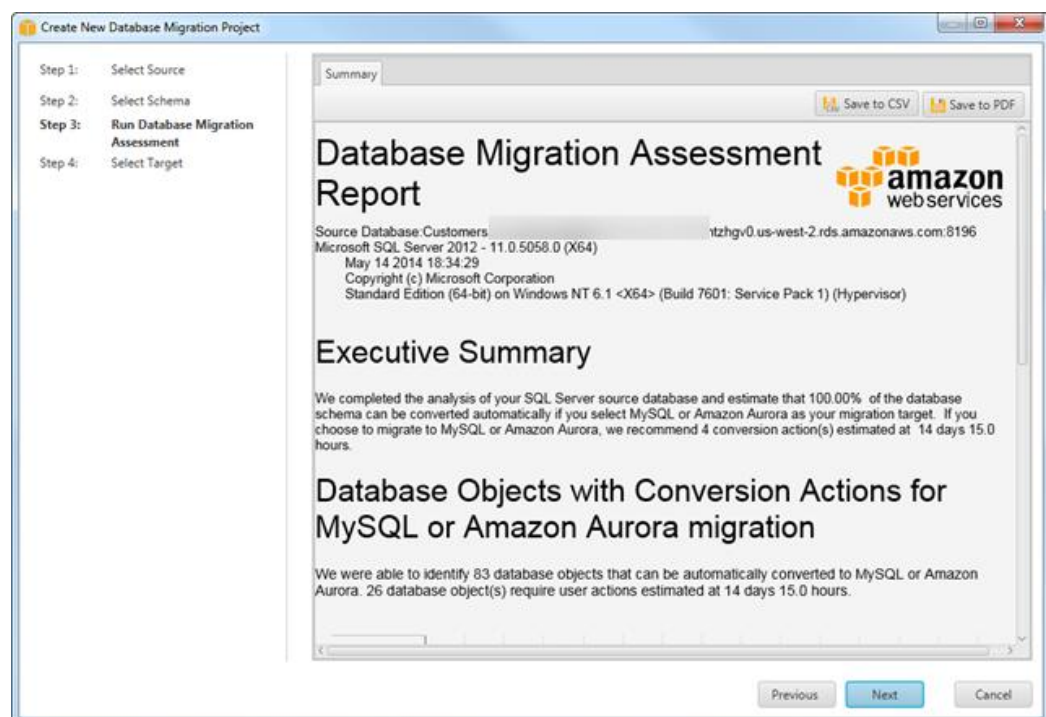 Create New Database Migration Project
Step 1: Select Source
Step 2: Select Schema
Step 3: Run Database Migration
Assessment
Step 4: Select Target
Summary
Save to CSV
Save to PDF
Database Migration Assessment
Report
amazon
webservices
Source Database:Customers
ntzhgv0.us-west-2.rds.amazonaws.com:8196
Microsoft SQL Server 2012 - 11.0.5058.0 (X64)
May 14 2014 18:34:29
Copyright (c) Microsoft Corporation
Standard Edition (64-bit) on Windows NT 6.1 <X64> (Build 7601: Service Pack 1) (Hypervisor)
Executive Summary
We completed the analysis of your SQL Server source database and estimate that 100.00% of the database
schema can be converted automatically if you select MySQL or Amazon Aurora as your migration target. If you
choose to migrate to MySQL or Amazon Aurora, we recommend 4 conversion action(s) estimated at 14 days 15.0
hours.
Database Objects with Conversion Actions for
MySQL or Amazon Aurora migration
We were able to identify 83 database objects that can be automatically converted to MySQL or Amazon
Aurora. 26 database object(s) require user actions estimated at 14 days 15.0 hours.
Previous
Next
Cancel